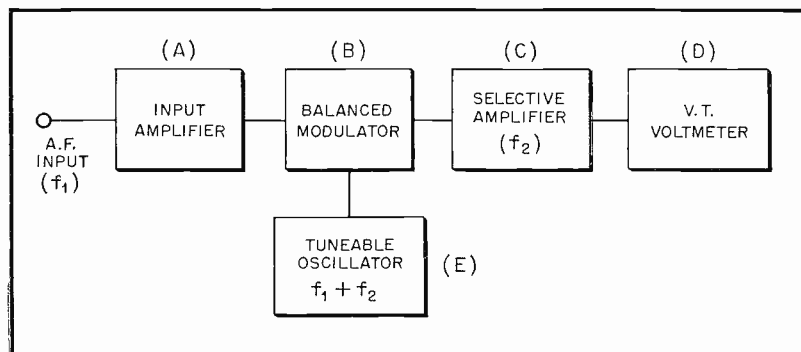 (A)
(B)
(C)
(D)
INPUT
AMPLIFIER
BALANCED
MODULATOR
SELECTIVE
AMPLIFIER
(f₂)
V.T.
VOLTMETER
A.F.
INPUT
(f₁)
TUNEABLE
OSCILLATOR
f₁ + f₂
(E)